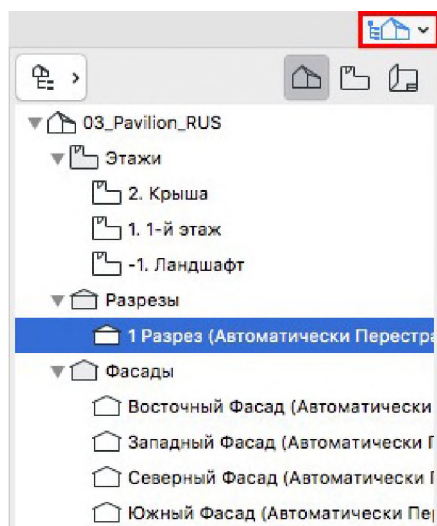 03_Pavilion_RUS
Этажи
2. Крыша
1. 1-й этаж
-1. Ландшафт
Разрезы
1 Разрез (Автоматически Перестра
Фасады
Восточный Фасад (Автоматически
Западный Фасад (Автоматически
Северный Фасад (Автоматически
Южный Фасад (Автоматически Пе